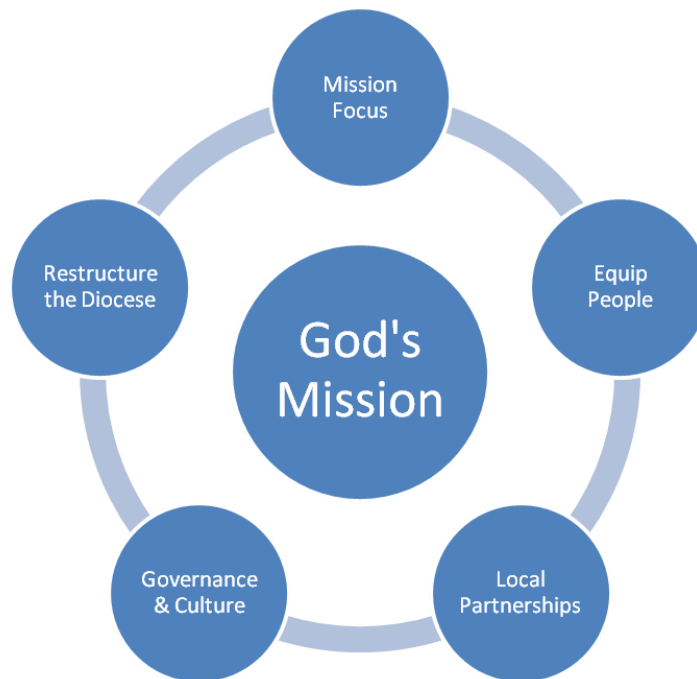 Mission
Focus
Restructure
the Diocese
Equip
People
God's
Mission
Governance
& Culture
Local
Partnerships